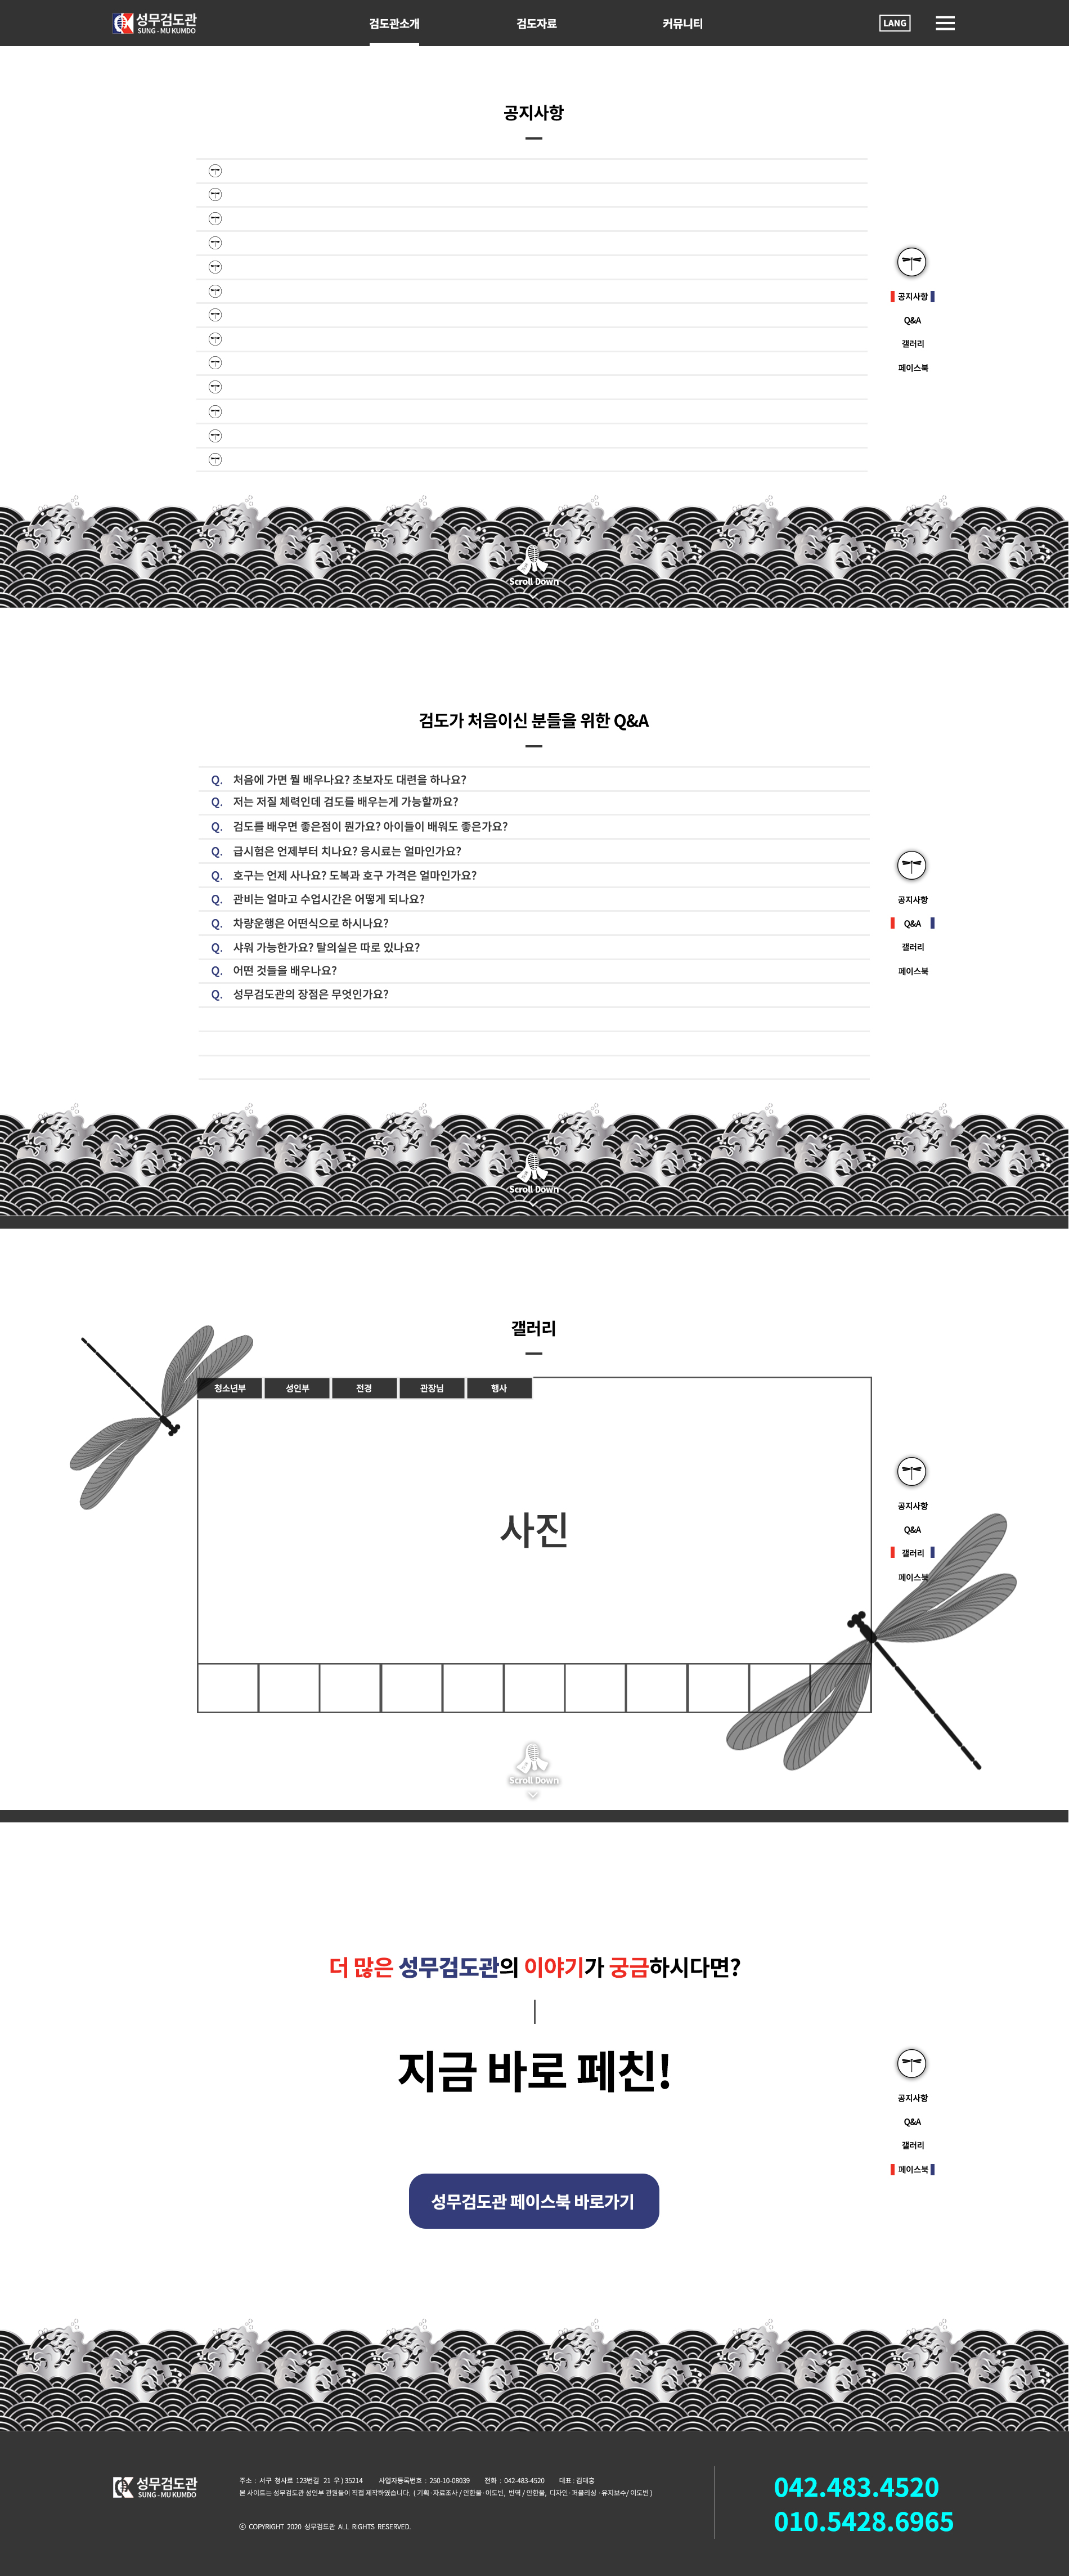 성무검도관
SUNG - MU KUMDO
검도관소개
검도자료
커뮤니티
LANG
공지사항
공지사항
Q&A
갤러리
페이스북
Scroll Down
검도가 처음이신 분들을 위한 Q&A
Q. 처음에 가면 뭘 배우나요? 초보자도 대련을 하나요?
Q. 저는 저질 체력인데 검도를 배우는게 가능할까요?
Q. 검도를 배우면 좋은점이 뭔가요? 아이들이 배워도 좋은가요?
Q. 급시험은 언제부터 치나요? 응시료는 얼마인가요?
Q. 호구는 언제 사나요? 도복과 호구 가격은 얼마인가요?
Q. 관비는 얼마고 수업시간은 어떻게 되나요?
Q. 차량운행은 어떤식으로 하시나요?
Q. 샤워 가능한가요? 탈의실은 따로 있나요?
Q. 어떤 것들을 배우나요?
Q. 성무검도관의 장점은 무엇인가요?
공지사항
Q&A
갤러리
페이스북
Scroll Down
갤러리
청소년부 성인부 전경 관장님 행사
사진
공지사항
Q&A
갤러리
페이스북
Scroll Down
더 많은 성무검도관의 이야기가 궁금하시다면?
지금 바로 페친!
공지사항
Q&A
갤러리
페이스북
성무검도관 페이스북 바로가기
성무검도관
SUNG - MU KUMDO
주소 : 서구 청사로 123번길 21 우 ) 35214 사업자등록번호 : 250-10-08039 전화 : 042-483-4520 대표 : 김태홍
본 사이트는 성무검도관 성인부 관원들이 직접 제작하였습니다. ( 기획 · 자료조사 / 안한울 · 이도빈, 번역 / 안한울, 디자인 · 퍼블리싱 · 유지보수/ 이도빈 )
ⓒ COPYRIGHT 2020 성무검도관 ALL RIGHTS RESERVED.
042.483.4520
010.5428.6965